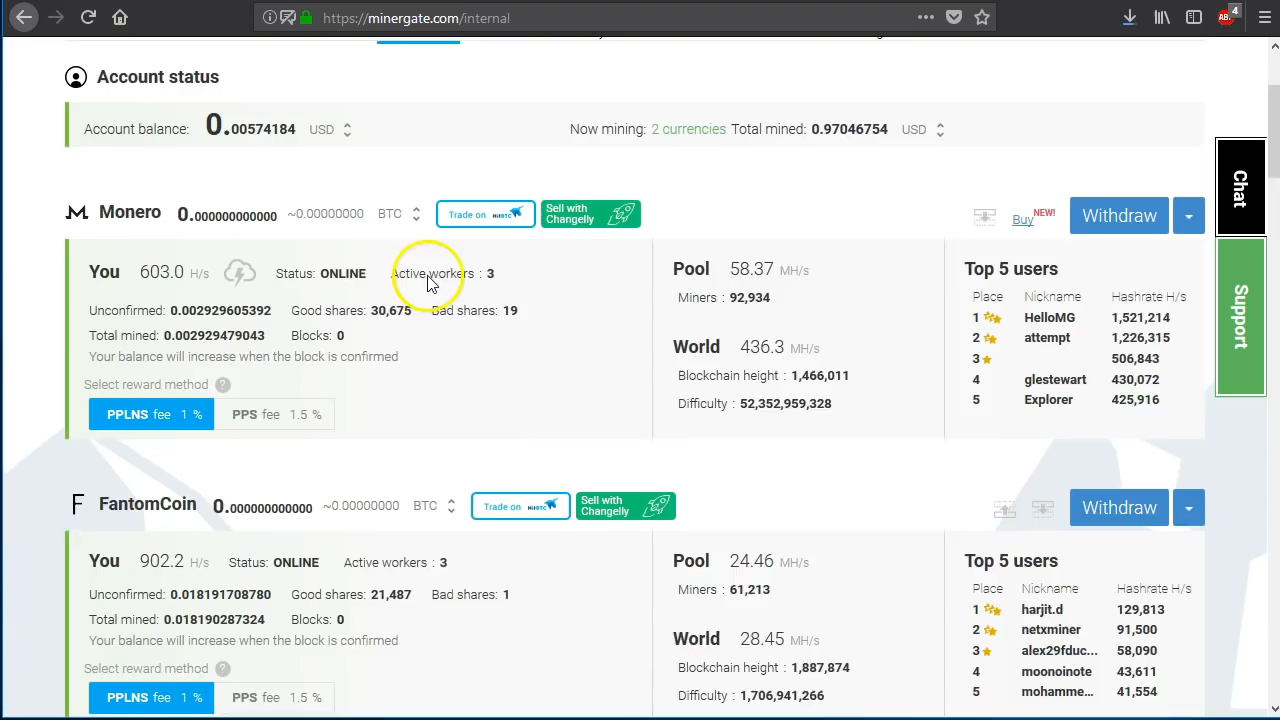 https://minergate.com/internal
4
Account status
Account balance: 0.00574184 USD
Now mining: 2 currencies Total mined: 0.97046754 USD
Chat
Support
Monero 0.000000000000 ~0.00000000 BTC
Trade on HitBTC
Sell with
Changelly
Buy NEW!
Withdraw
You 603.0 H/s Status: ONLINE Active workers : 3
Unconfirmed: 0.002929605392 Good shares: 30,675 Bad shares: 19
Total mined: 0.002929479043 Blocks: 0
Your balance will increase when the block is confirmed
Select reward method ?
PPLNS fee 1 % PPS fee 1.5 %
Pool 58.37 MH/s
Miners: 92,934
World 436.3 MH/s
Blockchain height : 1,466,011
Difficulty : 52,352,959,328
Top 5 users
Place Nickname Hashrate H/s
1 HelloMG 1,521,214
2 attempt 1,226,315
3 506,843
4 glestewart 430,072
5 Explorer 425,916
FantomCoin 0.000000000000 ~0.00000000 BTC
Trade on HitBTC
Sell with
Changelly
Withdraw
You 902.2 H/s Status: ONLINE Active workers : 3
Unconfirmed: 0.018191708780 Good shares: 21,487 Bad shares: 1
Total mined: 0.018190287324 Blocks: 0
Your balance will increase when the block is confirmed
Select reward method ?
PPLNS fee 1 % PPS fee 1.5 %
Pool 24.46 MH/s
Miners : 61,213
World 28.45 MH/s
Blockchain height : 1,887,874
Difficulty : 1,706,941,266
Top 5 users
Place Nickname Hashrate H/s
1 harjit.d 129,813
2 netxminer 91,500
3 alex29fduc... 58,090
4 moonoinote 43,611
5 mohamme... 41,554